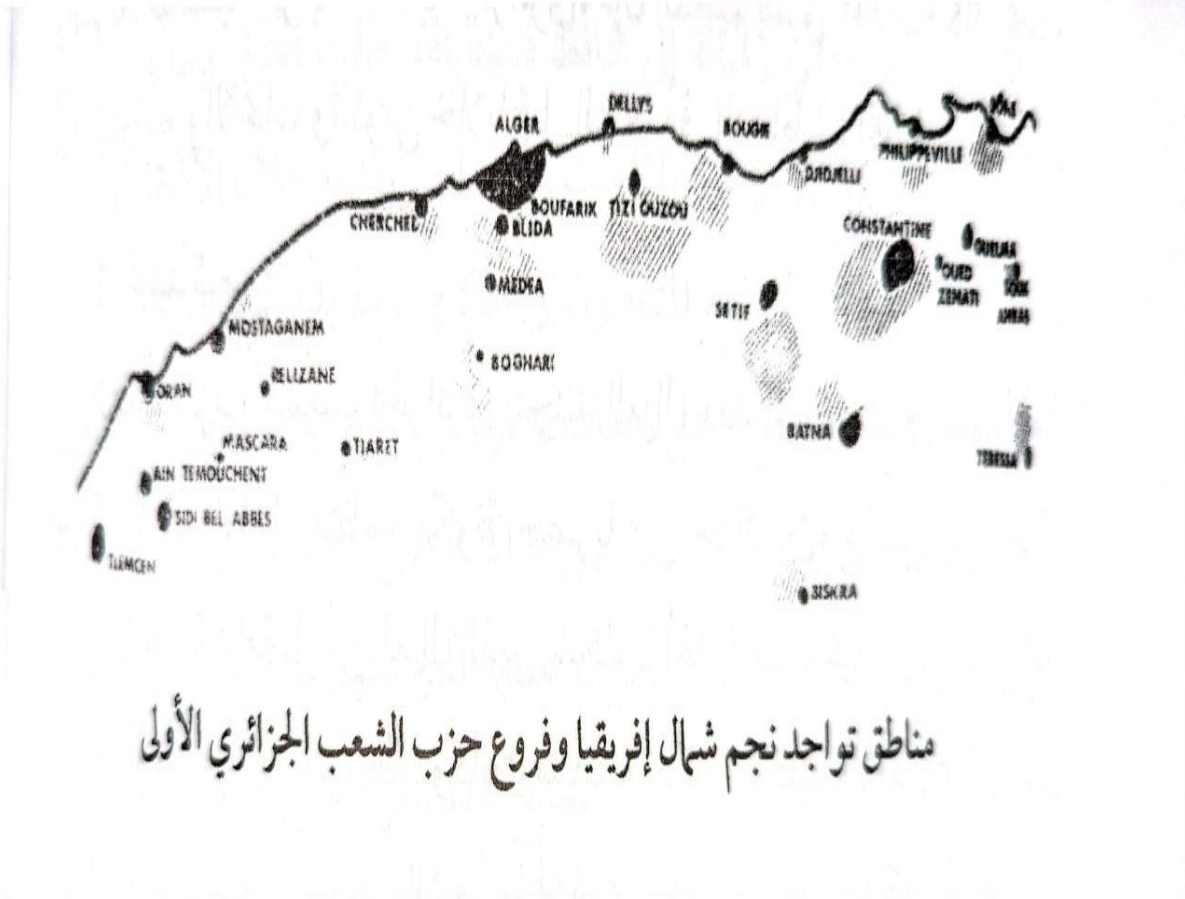 DELLYS
ALGER
BOUGIE
BÔNE
PHILIPPEVILLE
DJIDJELLI
BOUFARIK
TIZI OUZOU
CHERCHEL
BLIDA
CONSTANTINE
GUELMA
OUED
ZENATI
SOUK
AHRAS
MEDEA
SETIF
MOSTAGANEM
BOGHARI
RELIZANE
ORAN
BATNA
MASCARA
TIARET
TEBESSA
AIN TEMOUCHENT
SIDI BEL ABBES
TLEMCEN
BISKRA
مناطق تواجد نجم شمال إفريقيا وفروع حزب الشعب الجزائري الأولى